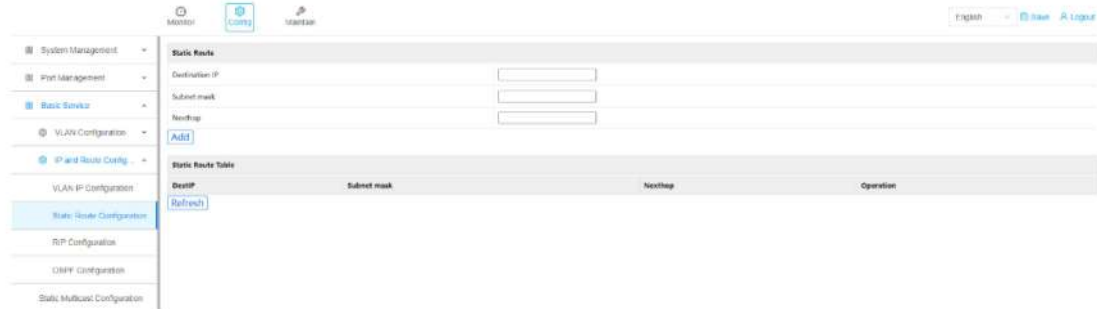 Monitor Config Maintain
English Save Logout
System Management
Port Management
Basic Service
VLAN Configuration
IP and Route Config...
VLAN IP Configuration
Static Route Configuration
RIP Configuration
OSPF Configuration
Static Multicast Configuration
Static Route
Destination IP
Subnet mask
Nexthop
Add
Static Route Table
DestIP Subnet mask Nexthop Operation
Refresh